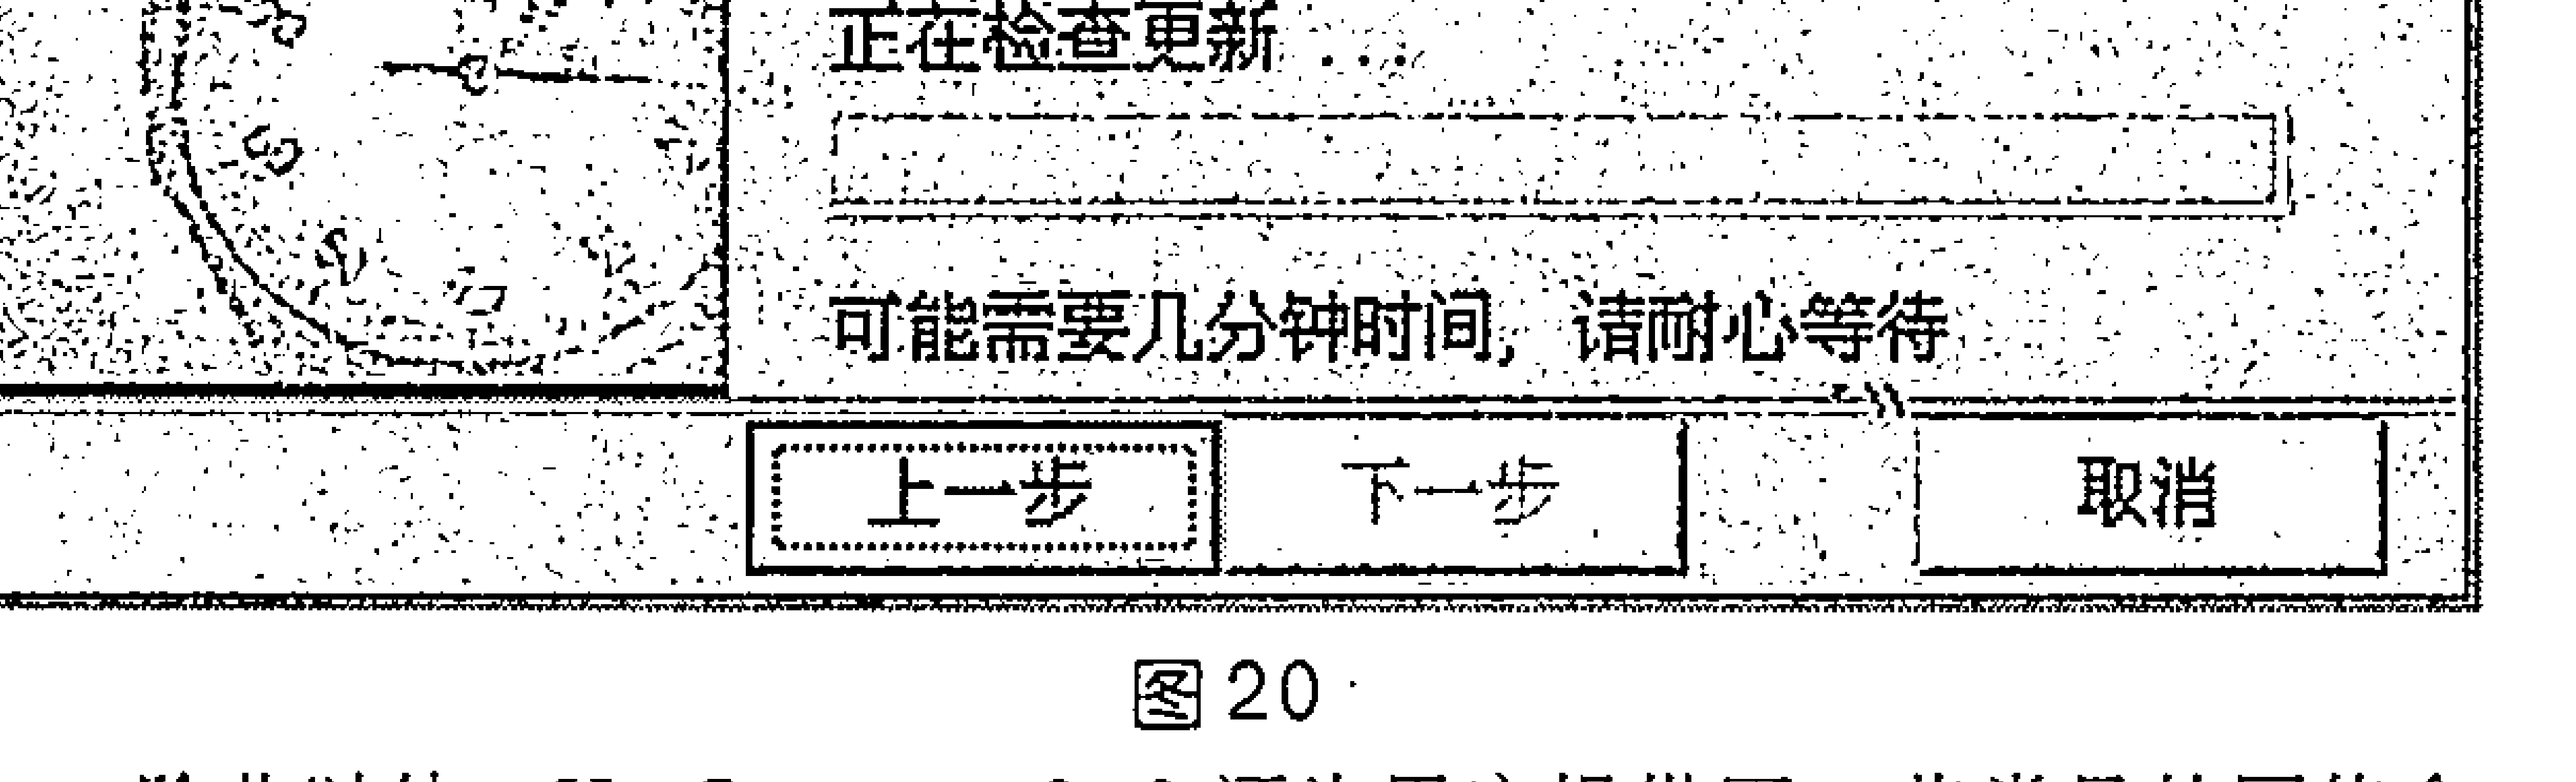 正在检查更新...
可能需要几分钟时间，请耐心等待
上一步 下一步 取消
图20